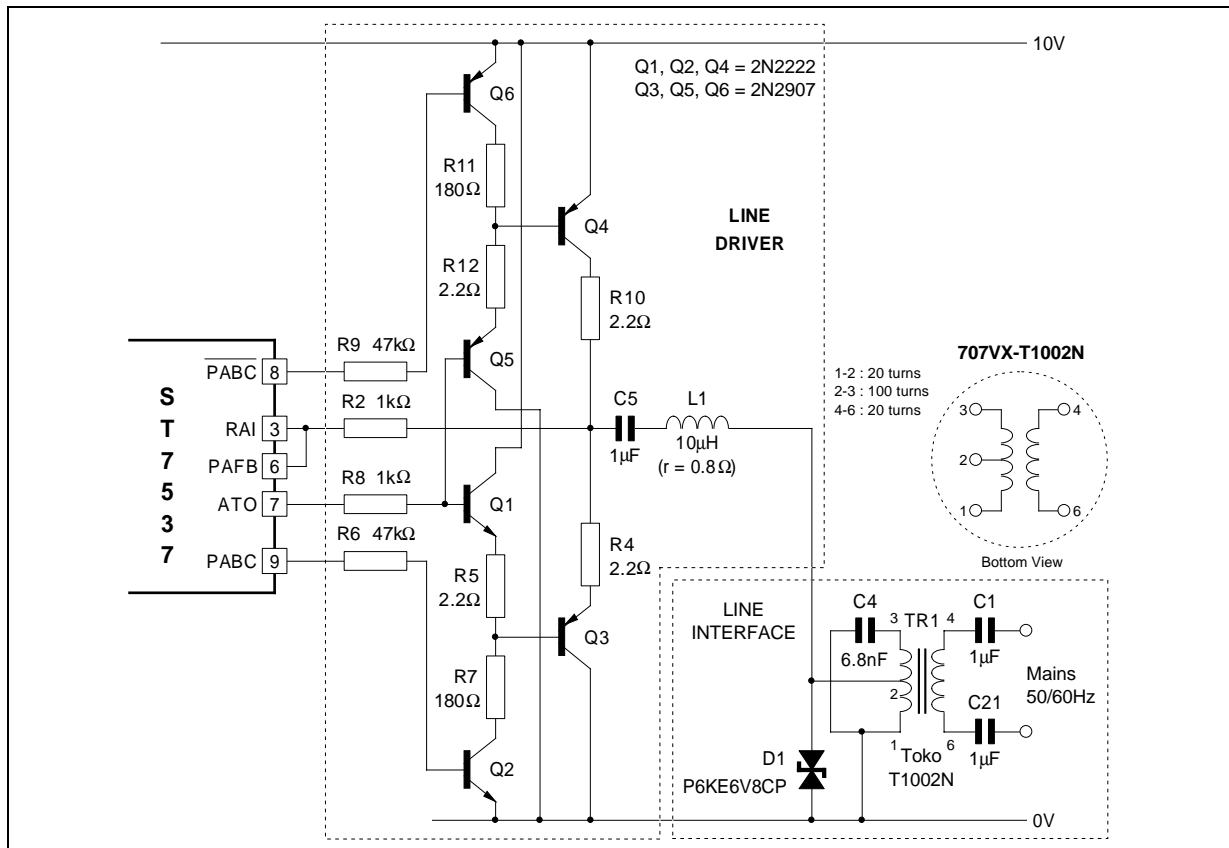 10V
Q1, Q2, Q4 = 2N2222
Q3, Q5, Q6 = 2N2907
Q6
R11
180Ω
Q4
LINE
DRIVER
R12
2.2Ω
R10
2.2Ω
R9 47kΩ
PABC 8
Q5
707VX-T1002N
1-2 : 20 turns
2-3 : 100 turns
4-6 : 20 turns
3
4
2
1
6
Bottom View
ST7537
R2 1kΩ
RAI 3
PAFB 6
C5
1µF
L1
10µH
(r = 0.8Ω)
R8 1kΩ
ATO 7
Q1
R6 47kΩ
PABC 9
R5
2.2Ω
R4
2.2Ω
Q3
R7
180Ω
Q2
LINE
INTERFACE
C4
6.8nF
3 TR1 4
2
1
6
Toko
T1002N
C1
1µF
Mains
50/60Hz
C21
1µF
D1
P6KE6V8CP
0V